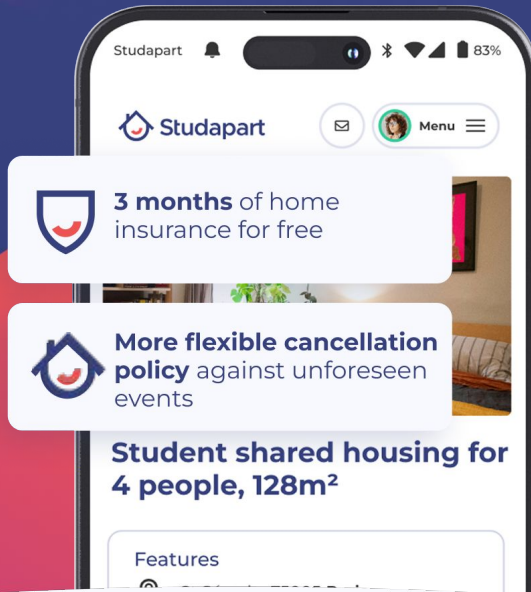 Studapart
83%
Studapart
Menu
3 months of home
insurance for free
More flexible cancellation
policy against unforeseen
events
Student shared housing for
4 people, 128m²
Features